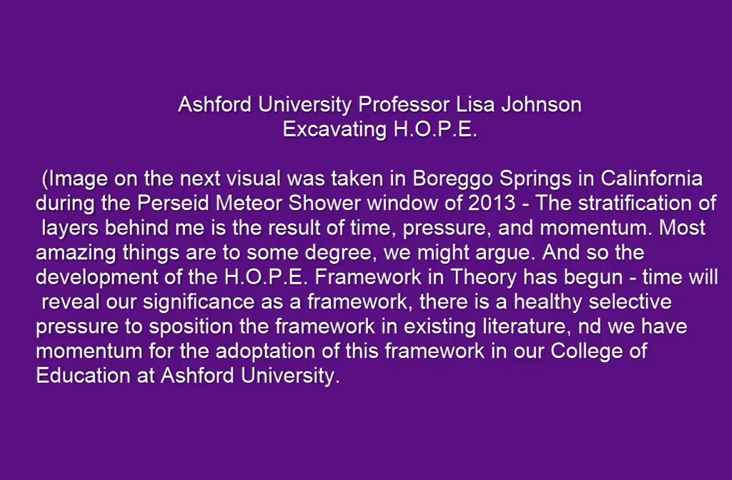 Ashford University Professor Lisa Johnson
Excavating H.O.P.E.
(Image on the next visual was taken in Boreggo Springs in Calinfornia
during the Perseid Meteor Shower window of 2013 - The stratification of
layers behind me is the result of time, pressure, and momentum. Most
amazing things are to some degree, we might argue. And so the
development of the H.O.P.E. Framework in Theory has begun - time will
reveal our significance as a framework, there is a healthy selective
pressure to sposition the framework in existing literature, nd we have
momentum for the adoptation of this framework in our College of
Education at Ashford University.